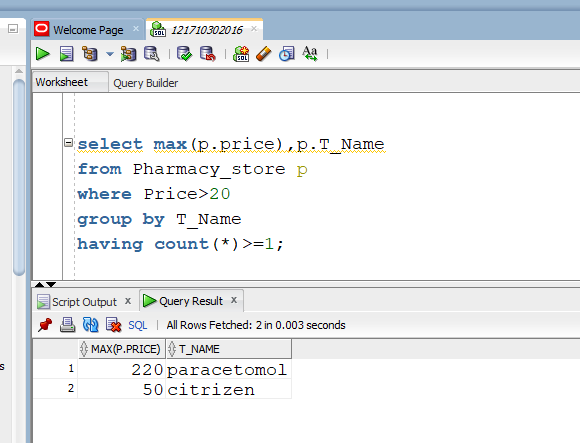 Welcome Page × 121710302016 ×
Worksheet Query Builder
select max(p.price),p.T_Name
from Pharmacy_store p
where Price>20
group by T_Name
having count(*)>=1;
Script Output × Query Result ×
SQL | All Rows Fetched: 2 in 0.003 seconds
MAX(P.PRICE) T_NAME
1 220 paracetomol
2 50 citrizen